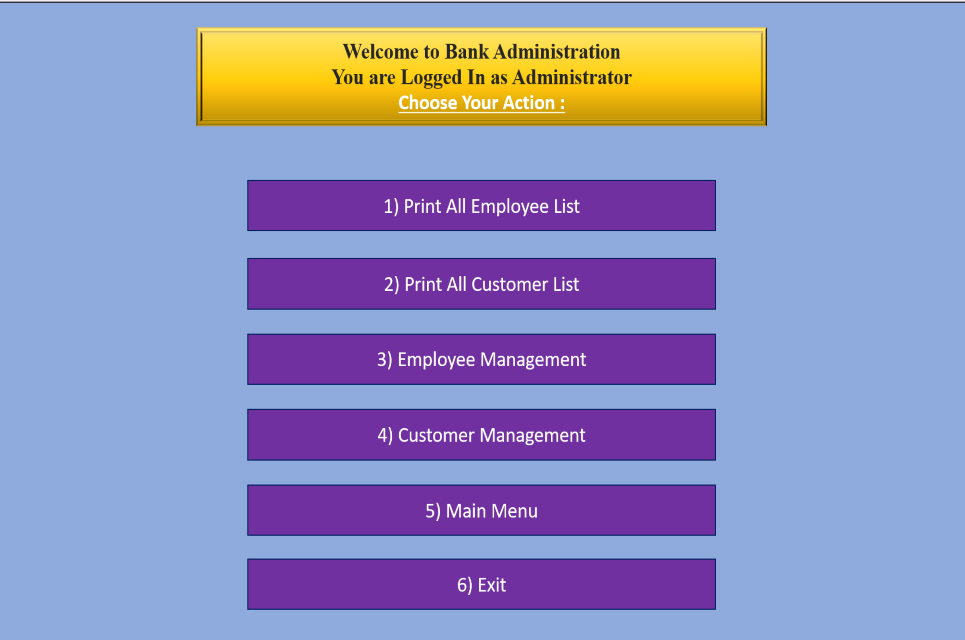 Welcome to Bank Administration
You are Logged In as Administrator
Choose Your Action :
1) Print All Employee List
2) Print All Customer List
3) Employee Management
4) Customer Management
5) Main Menu
6) Exit